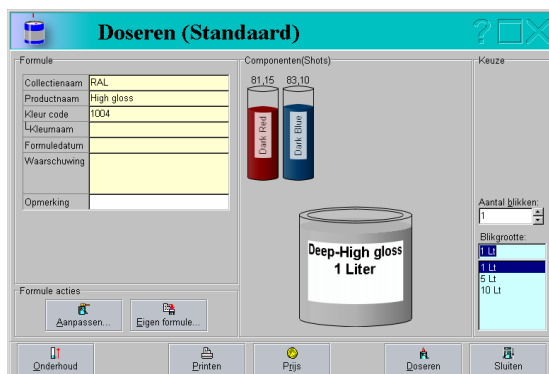 Doseren (Standaard)
Formule
Collectienaam RAL
Productnaam High gloss
Kleur code 1004
Kleurnaam
Formuledatum
Waarschuwing
Opmerking
Formule acties
Aanpassen...
Eigen formule...
Componenten(Shots)
81,15 83,10
Dark Red
Dark Blue
Deep-High gloss
1 Liter
Keuze
Aantal blikken:
1
Blikgrootte:
1 Lt
1 Lt
5 Lt
10 Lt
Onderhoud
Printen
Prijs
Doseren
Sluiten